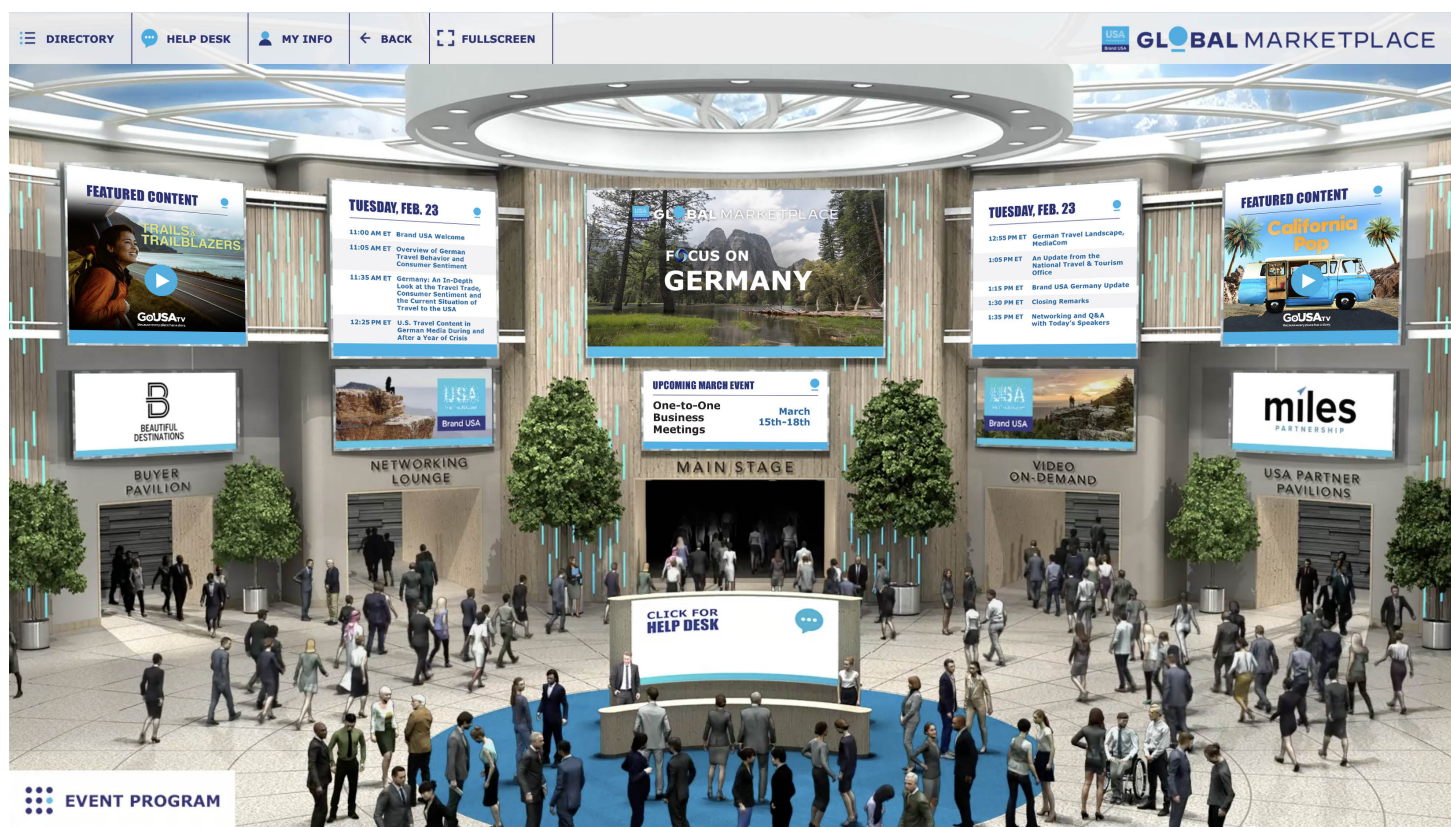 DIRECTORY
HELP DESK
MY INFO
BACK
FULLSCREEN
USA
Brand USA
GLOBAL MARKETPLACE
FEATURED CONTENT
TRAILS &
TRAILBLAZERS
GoUSATV
TUESDAY, FEB. 23
11:00 AM ET Brand USA Welcome
11:05 AM ET Overview of German
Travel Behavior and
Consumer Sentiment
11:35 AM ET Germany: An In-Depth
Look at the Travel Trade,
Consumer Sentiment and
the Current Situation of
Travel to the USA
12:25 PM ET U.S. Travel Content in
German Media During and
After a Year of Crisis
GLOBAL MARKETPLACE
FOCUS ON
GERMANY
TUESDAY, FEB. 23
12:55 PM ET German Travel Landscape,
MediaCom
1:05 PM ET An Update from the
National Travel & Tourism
Office
1:15 PM ET Brand USA Germany Update
1:30 PM ET Closing Remarks
1:35 PM ET Networking and Q&A
with Today's Speakers
FEATURED CONTENT
California
Pop
GoUSATV
B
BEAUTIFUL
DESTINATIONS
USA
Brand USA
UPCOMING MARCH EVENT
One-to-One
Business
Meetings
March
15th-18th
USA
Brand USA
miles
PARTNERSHIP
BUYER
PAVILION
NETWORKING
LOUNGE
MAIN STAGE
VIDEO
ON-DEMAND
USA PARTNER
PAVILIONS
CLICK FOR
HELP DESK
EVENT PROGRAM